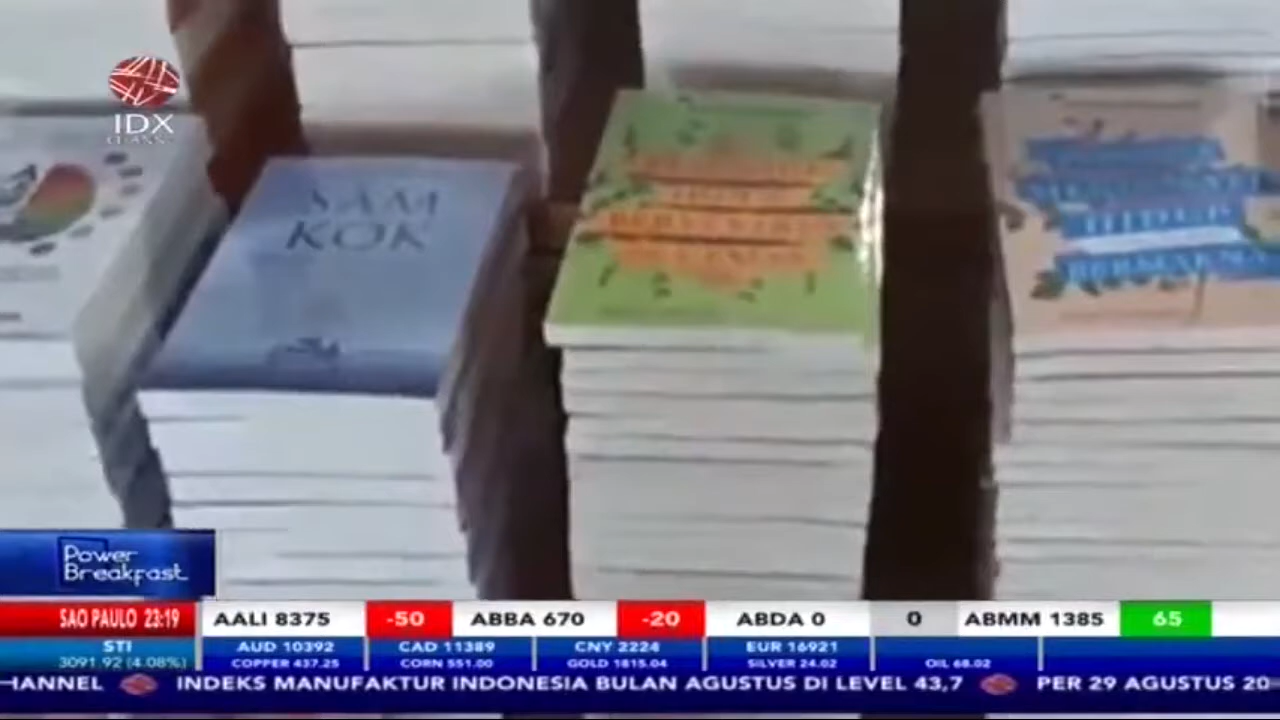 IDX
CHANNEL
SAM
KOK
HIDUP
BERMAKNA
Power
Breakfast
SAO PAULO 23:19
AALI 8375 -50 ABBA 670 -20 ABDA 0 0 ABMM 1385 65
STI AUD 10392 CAD 11389 CNY 2224 EUR 16921
3091.92 (4.08%) COPPER 437.25 CORN 551.00 GOLD 1815.04 SILVER 24.02 OIL 68.02
HANNEL INDEKS MANUFAKTUR INDONESIA BULAN AGUSTUS DI LEVEL 43,7 PER 29 AGUSTUS 20